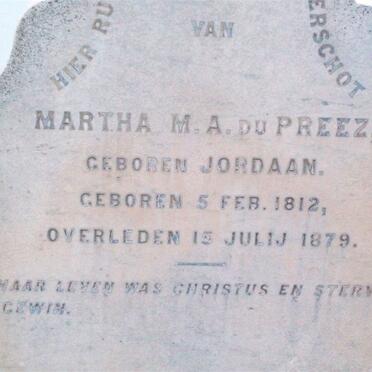 HIER RU
VAN
ERSCHOT
MARTHA M.A. DU PREEZ,
GEBOREN JORDAAN.
GEBOREN 5 FEB. 1812,
OVERLEDEN 15 JULIJ 1879.
HAAR LEVEN WAS CHRISTUS EN STERV
GEWIN.